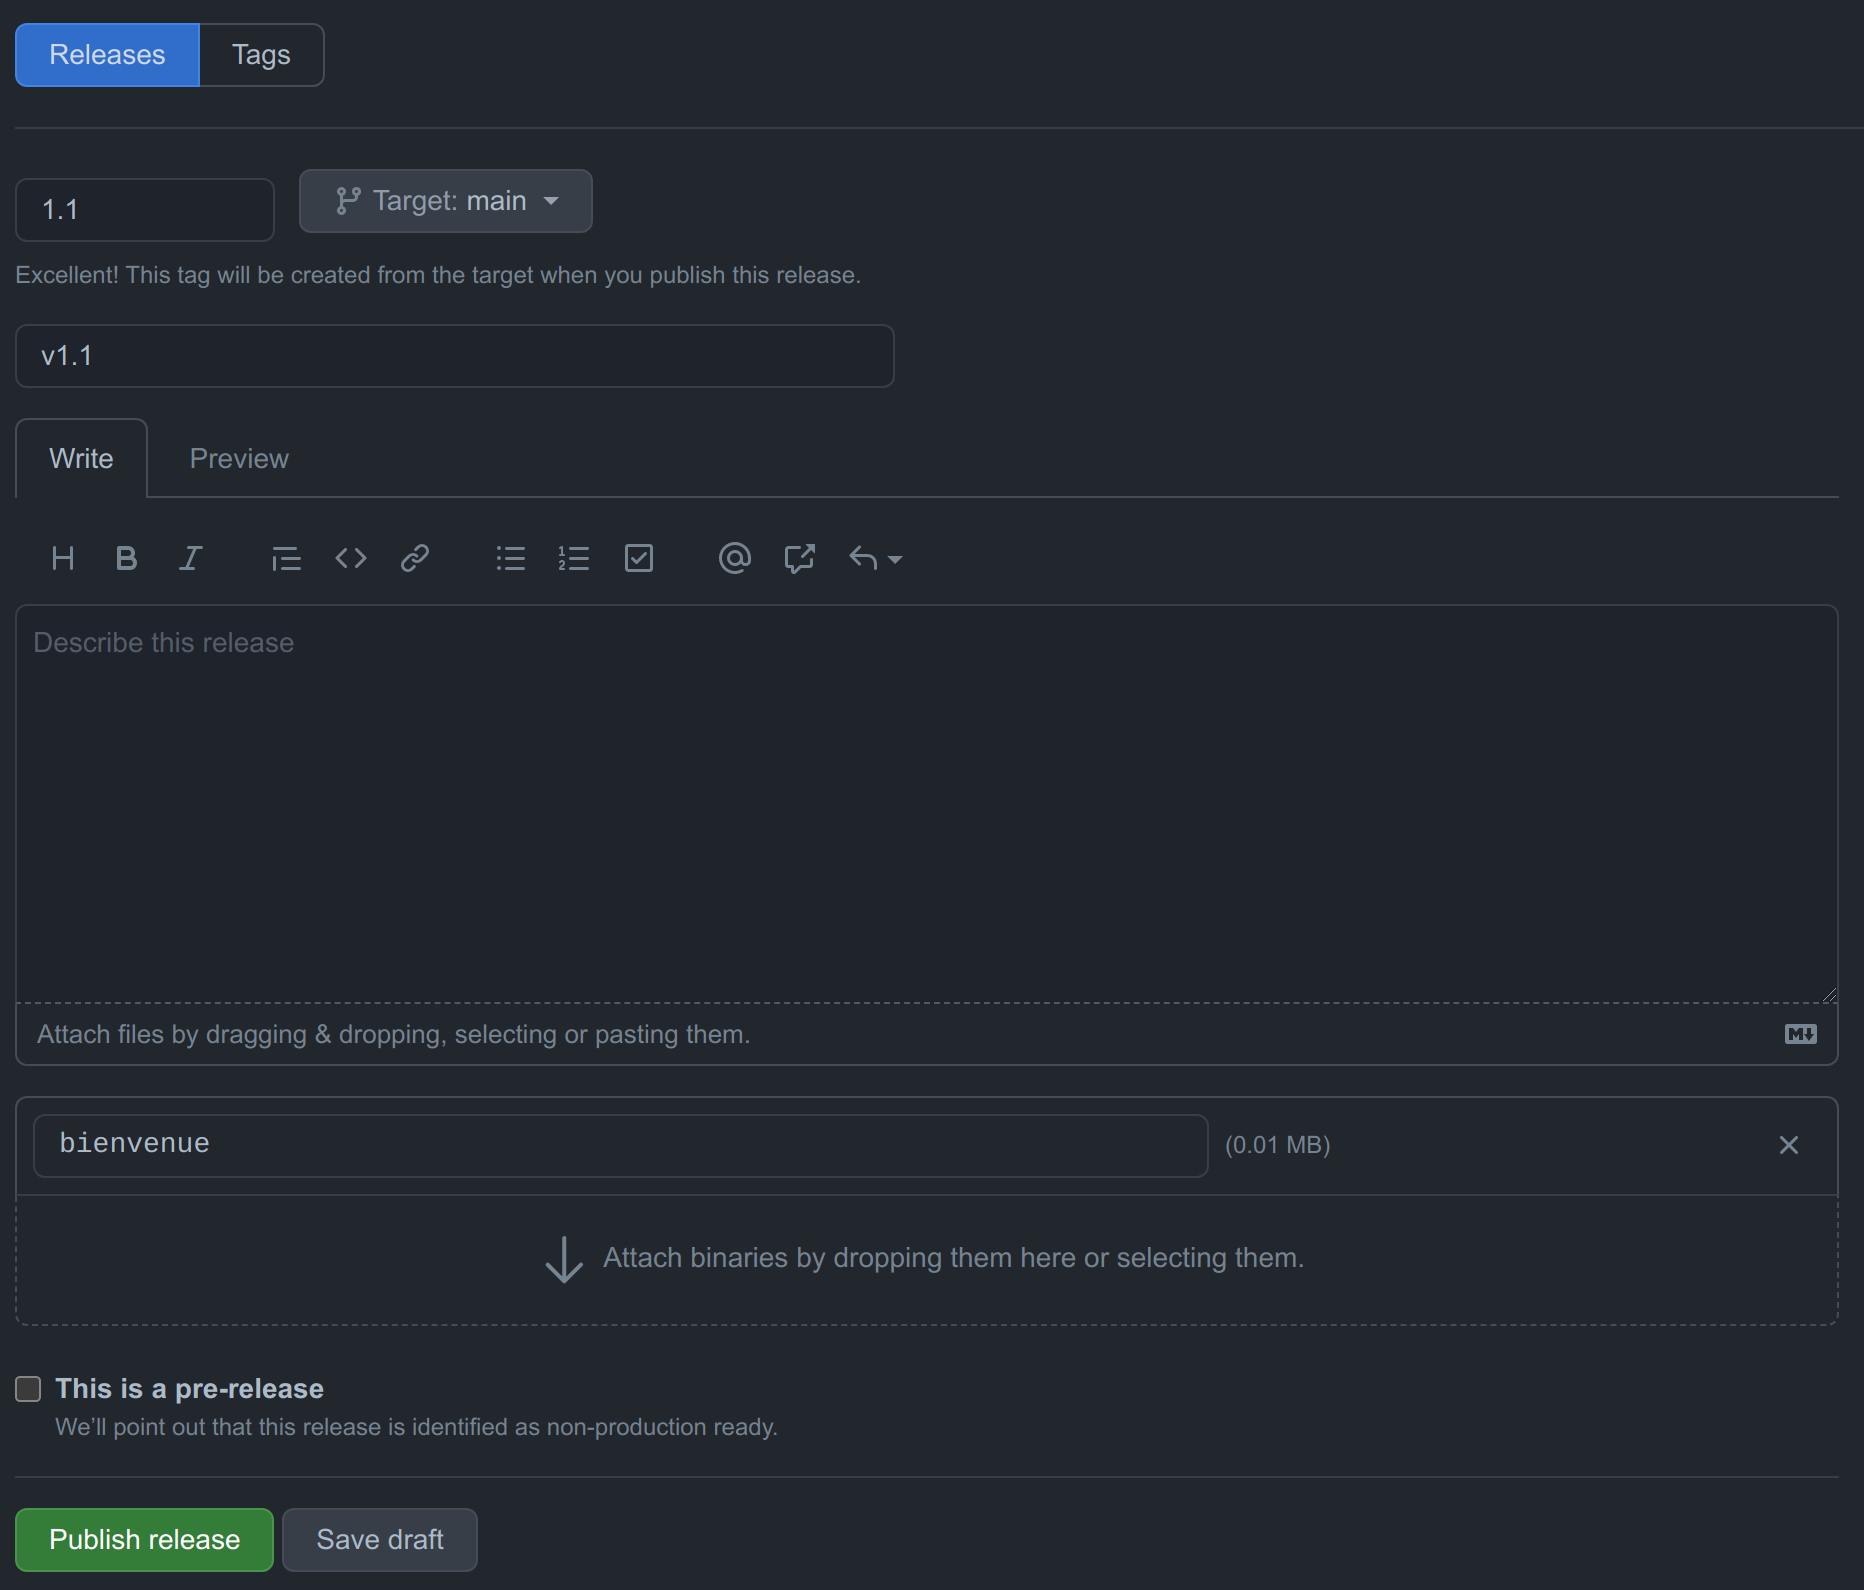 Releases Tags
1.1 Target: main
Excellent! This tag will be created from the target when you publish this release.
v1.1
Write Preview
Describe this release
Attach files by dragging & dropping, selecting or pasting them.
bienvenue (0.01 MB)
Attach binaries by dropping them here or selecting them.
This is a pre-release
We’ll point out that this release is identified as non-production ready.
Publish release Save draft